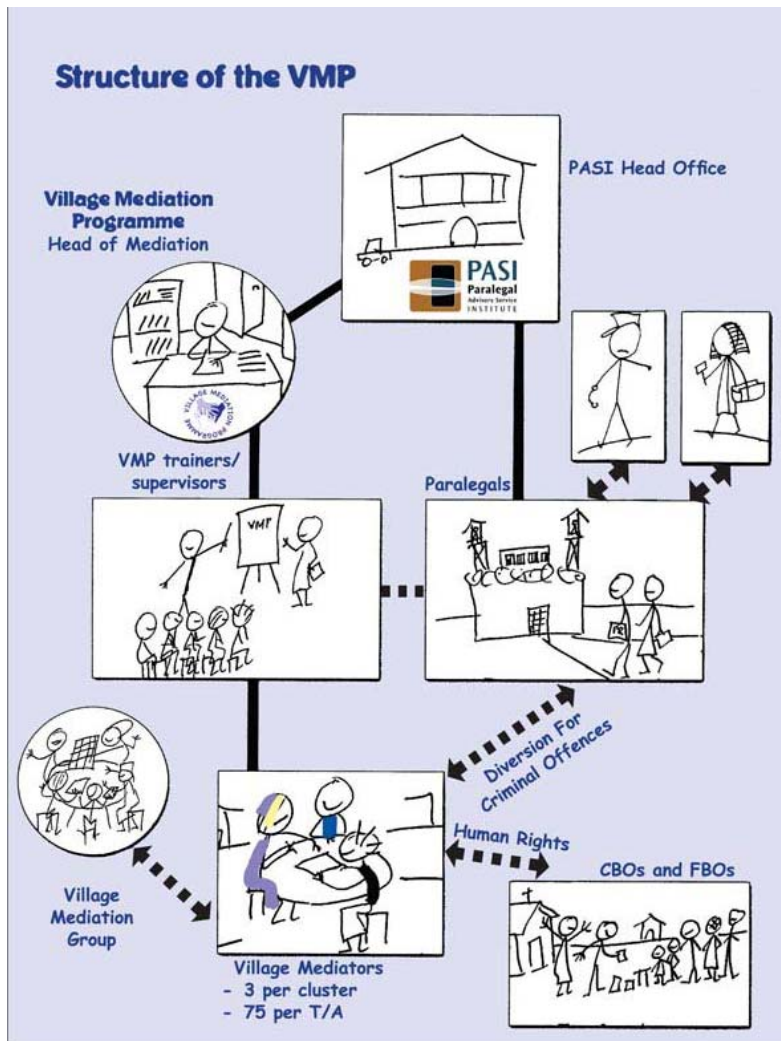 Structure of the VMP
PASI Head Office
Village Mediation
Programme
Head of Mediation
PASI
Paralegal
Advisory Service
INSTITUTE
VILLAGE MEDIATION PROGRAMME
VMP trainers/
supervisors
Paralegals
VMP
Diversion For
Criminal Offences
Human Rights
CBOs and FBOs
Village
Mediation
Group
Village Mediators
- 3 per cluster
- 75 per T/A